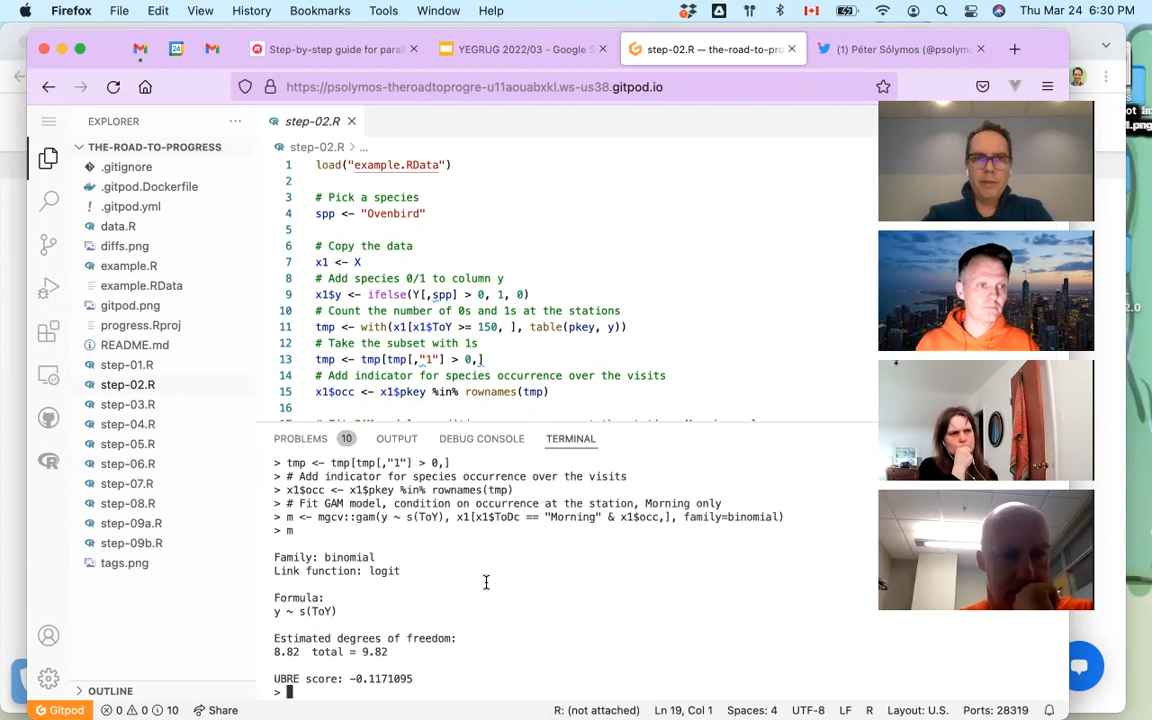 Firefox File Edit View History Bookmarks Tools Window Help Thu Mar 24 6:30 PM
Step-by-step guide for paral YEGRUG 2022/03 - Google S step-02.R — the-road-to-pro (1) Péter Sólymos (@psolymo
https://psolymos-theroadtoprogre-u11aouabxkl.ws-us38.gitpod.io
EXPLORER
THE-ROAD-TO-PROGRESS
.gitignore
.gitpod.Dockerfile
.gitpod.yml
data.R
diffs.png
example.R
example.RData
gitpod.png
progress.Rproj
README.md
step-01.R
step-02.R
step-03.R
step-04.R
step-05.R
step-06.R
step-07.R
step-08.R
step-09a.R
step-09b.R
tags.png
OUTLINE
step-02.R
step-02.R > ...
1 load("example.RData")
2
3 # Pick a species
4 spp <- "Ovenbird"
5
6 # Copy the data
7 x1 <- X
8 # Add species 0/1 to column y
9 x1$y <- ifelse(Y[,spp] > 0, 1, 0)
10 # Count the number of 0s and 1s at the stations
11 tmp <- with(x1[x1$ToY >= 150, ], table(pkey, y))
12 # Take the subset with 1s
13 tmp <- tmp[tmp[,"1"] > 0,]
14 # Add indicator for species occurrence over the visits
15 x1$occ <- x1$pkey %in% rownames(tmp)
16
PROBLEMS 10 OUTPUT DEBUG CONSOLE TERMINAL
> tmp <- tmp[tmp[,"1"] > 0,]
> # Add indicator for species occurrence over the visits
> x1$occ <- x1$pkey %in% rownames(tmp)
> # Fit GAM model, condition on occurrence at the station, Morning only
> m <- mgcv::gam(y ~ s(ToY), x1[x1$ToDc == "Morning" & x1$occ,], family=binomial)
> m
Family: binomial
Link function: logit
Formula:
y ~ s(ToY)
Estimated degrees of freedom:
8.82 total = 9.82
UBRE score: -0.1171095
>
Gitpod 0 0 10 Share R: (not attached) Ln 19, Col 1 Spaces: 4 UTF-8 LF R Layout: U.S. Ports: 28319